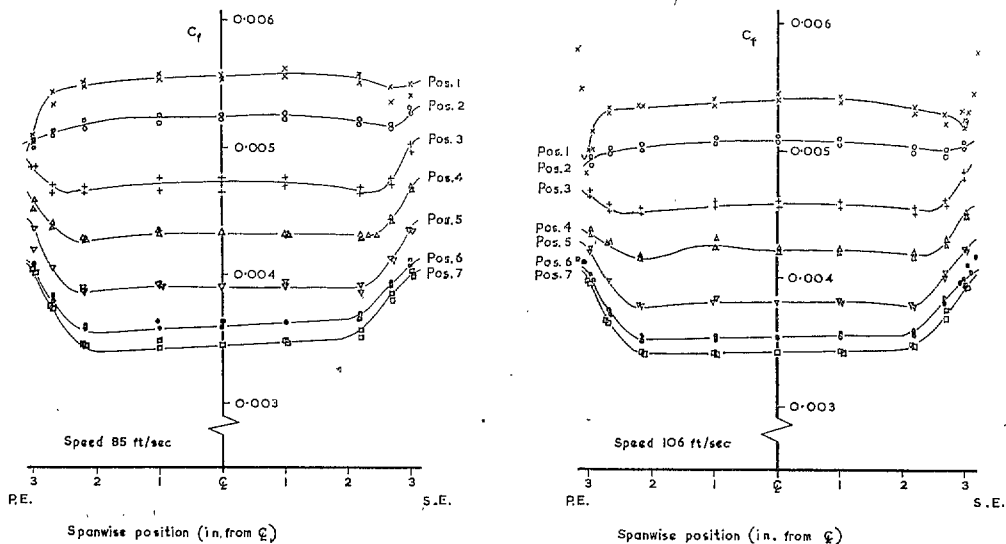 0·006
C_f
Pos. 1
Pos. 2
0·005
Pos. 3
Pos. 4
Pos. 5
0·004
Pos. 6
Pos. 7
0·003
Speed 85 ft/sec
3 2 1 ℄ 1 2 3
P.E. S.E.
Spanwise position (in. from ℄)
0·006
C_f
0·005
Pos. 1
Pos. 2
Pos. 3
Pos. 4
Pos. 5
Pos. 6
0·004
Pos. 7
0·003
Speed 106 ft/sec
3 2 1 ℄ 1 2 3
P.E. S.E.
Spanwise position (in. from ℄)